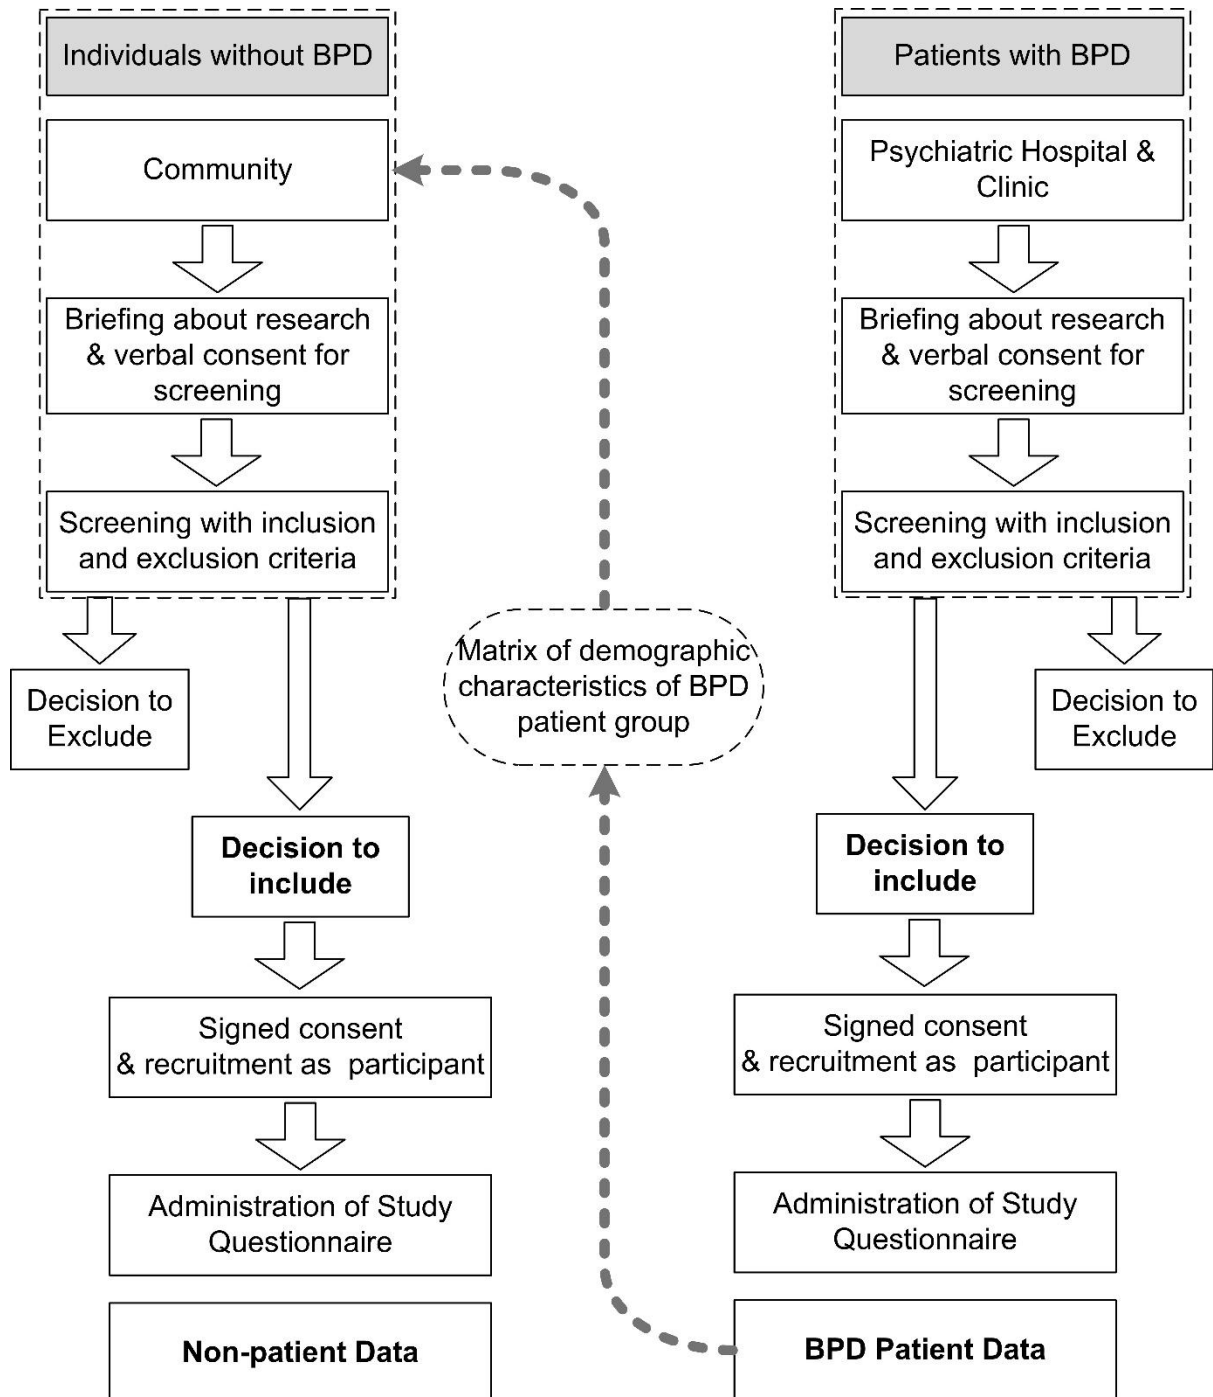 Individuals without BPD
Community
Briefing about research
& verbal consent for
screening
Screening with inclusion
and exclusion criteria
Decision to
Exclude
Decision to
include
Signed consent
& recruitment as participant
Administration of Study
Questionnaire
Non-patient Data
Matrix of demographic
characteristics of BPD
patient group
Patients with BPD
Psychiatric Hospital &
Clinic
Briefing about research
& verbal consent for
screening
Screening with inclusion
and exclusion criteria
Decision to
Exclude
Decision to
include
Signed consent
& recruitment as participant
Administration of Study
Questionnaire
BPD Patient Data